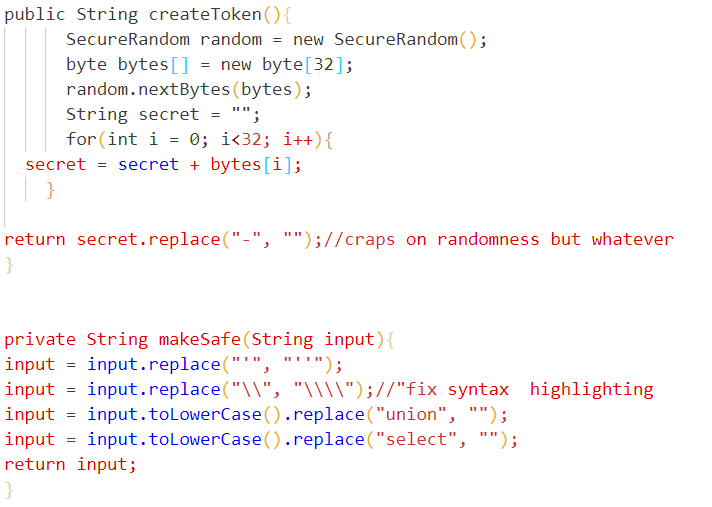 public String createToken(){
SecureRandom random = new SecureRandom();
byte bytes[] = new byte[32];
random.nextBytes(bytes);
String secret = "";
for(int i = 0; i<32; i++){
secret = secret + bytes[i];
}
return secret.replace("-", "");//craps on randomness but whatever
}
private String makeSafe(String input){
input = input.replace("'", "''");
input = input.replace("\\", "\\\\");//"fix syntax  highlighting
input = input.toLowerCase().replace("union", "");
input = input.toLowerCase().replace("select", "");
return input;
}